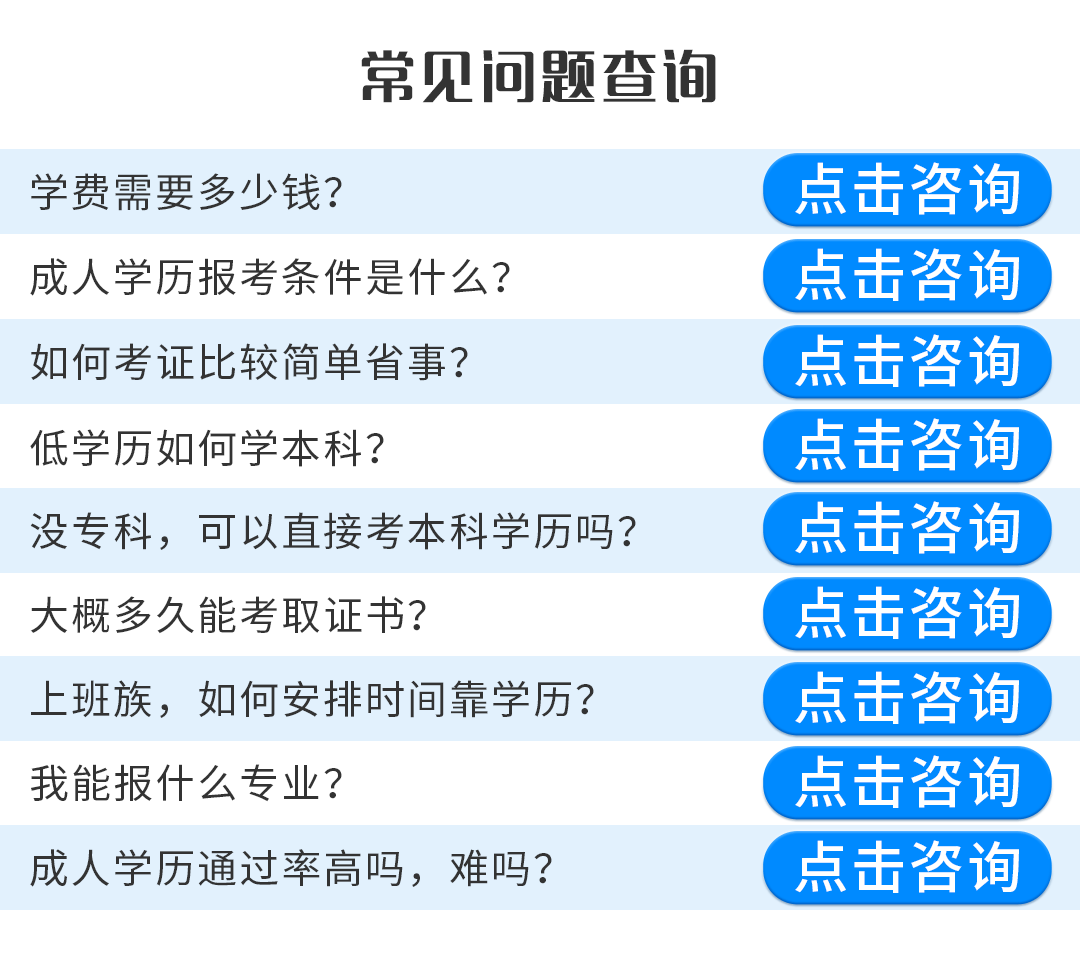 常见问题查询
学费需要多少钱？ 点击咨询
成人学历报考条件是什么？ 点击咨询
如何考证比较简单省事？ 点击咨询
低学历如何学本科？ 点击咨询
没专科，可以直接考本科学历吗？ 点击咨询
大概多久能考取证书？ 点击咨询
上班族，如何安排时间靠学历？ 点击咨询
我能报什么专业？ 点击咨询
成人学历通过率高吗，难吗？ 点击咨询